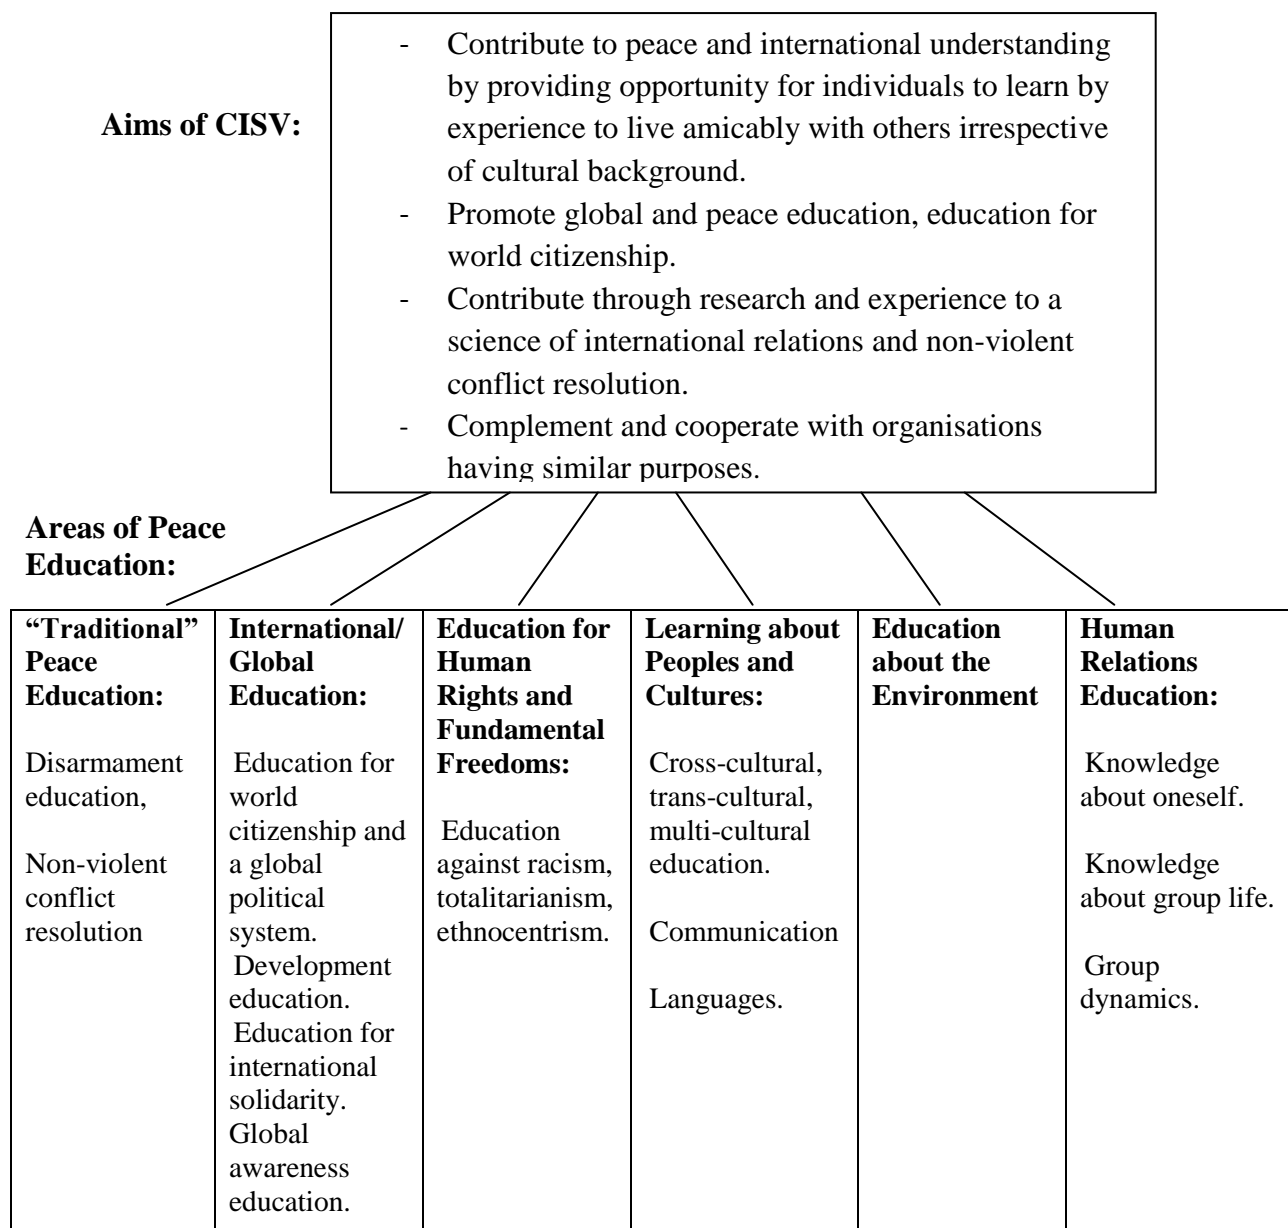 - Contribute to peace and international understanding
by providing opportunity for individuals to learn by
experience to live amicably with others irrespective
of cultural background.
- Promote global and peace education, education for
world citizenship.
- Contribute through research and experience to a
science of international relations and non-violent
conflict resolution.
- Complement and cooperate with organisations
having similar purposes.
Aims of CISV:
Areas of Peace
Education:
“Traditional”
Peace
Education:
Disarmament
education,
Non-violent
conflict
resolution
International/
Global
Education:
Education for
world
citizenship and
a global
political
system.
Development
education.
Education for
international
solidarity.
Global
awareness
education.
Education for
Human
Rights and
Fundamental
Freedoms:
Education
against racism,
totalitarianism,
ethnocentrism.
Learning about
Peoples and
Cultures:
Cross-cultural,
trans-cultural,
multi-cultural
education.
Communication
Languages.
Education
about the
Environment
Human
Relations
Education:
Knowledge
about oneself.
Knowledge
about group life.
Group
dynamics.